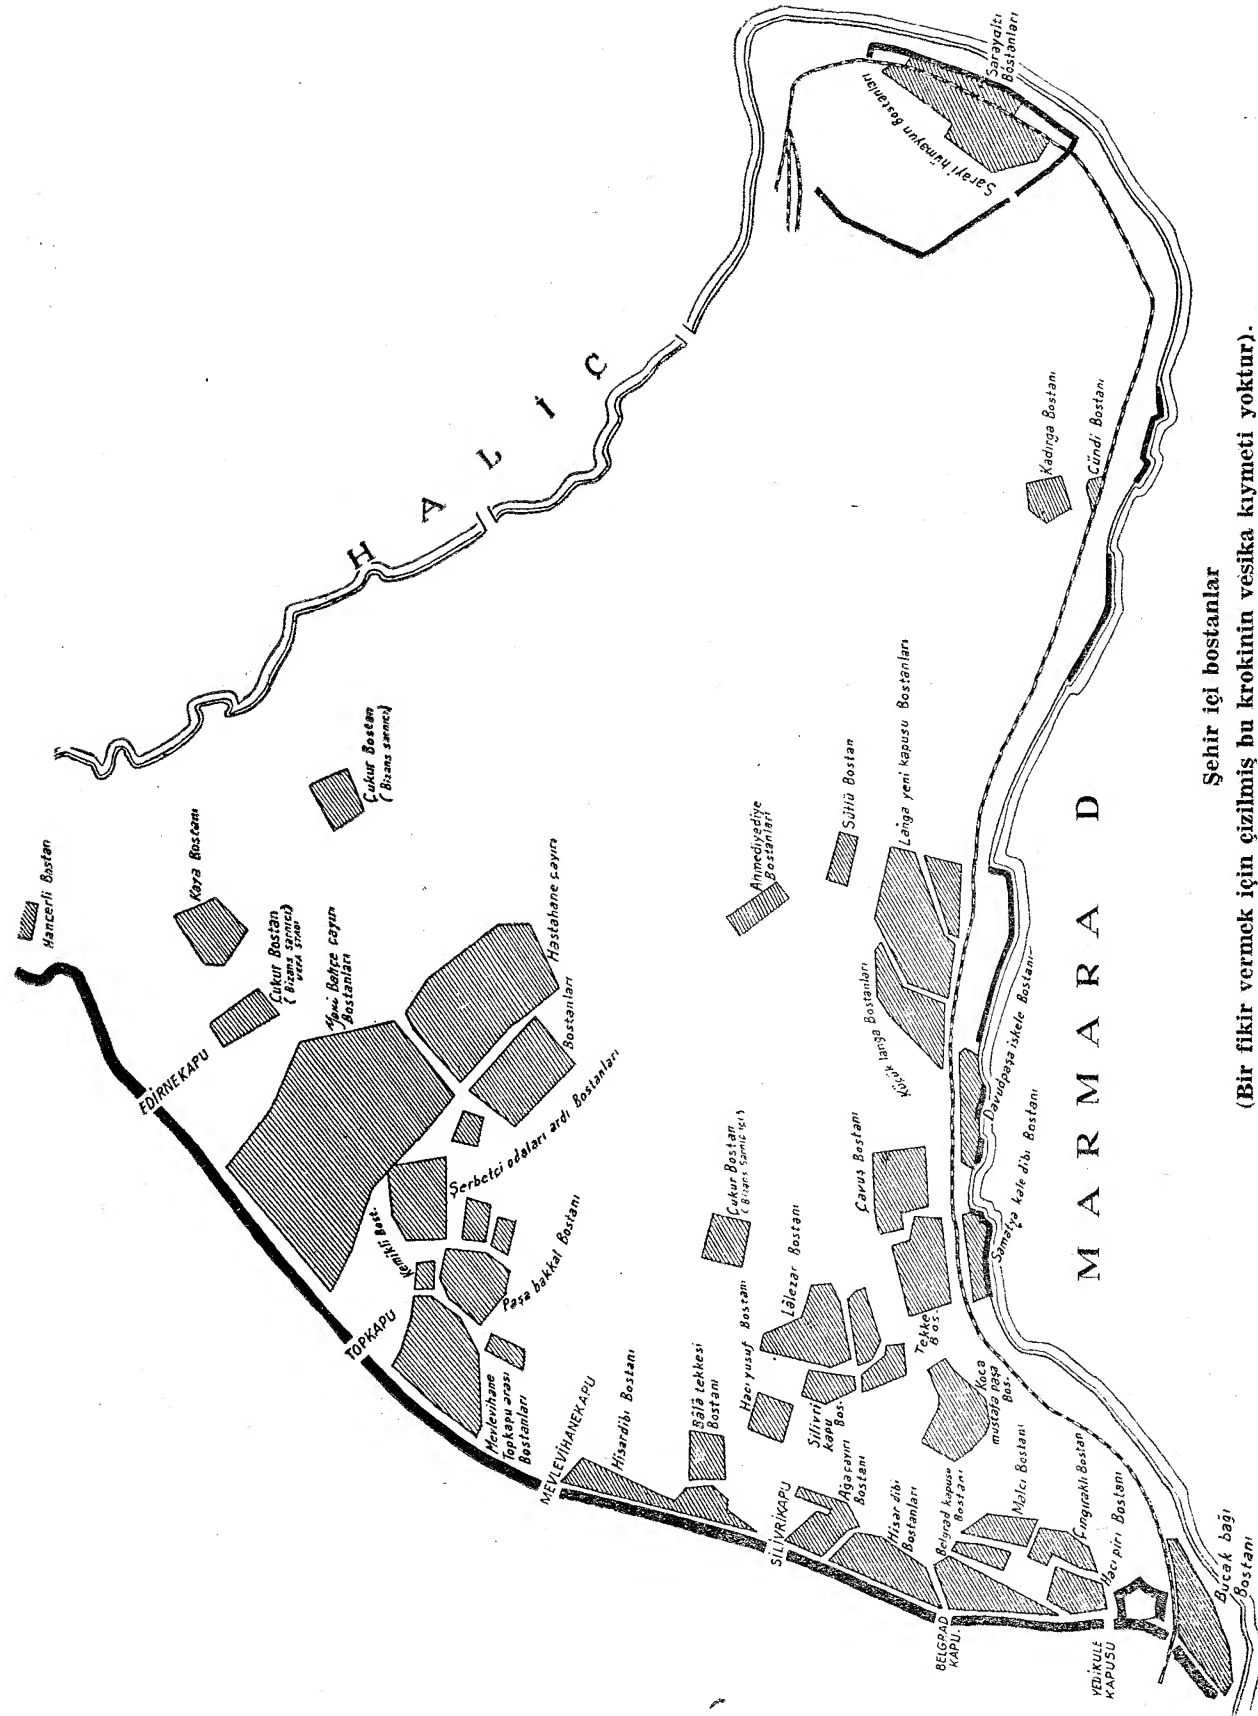 Hancerli Bostan
Kaya Bostanı
Çukur Bostan
(Bizans sarnıcı)
Çukur Bostan
(Bizans sarnıcı)
VEFA STADI
EDİRNEKAPU
Yeni Bahçe çayırı
Bostanları
Hastahane çayırı
Bostanları
Şerbetci odaları ardı Bostanları
Kemikli Bost.
Paşa bakkal Bostanı
TOPKAPU
Mevlevihane
Topkapu arası
Bostanları
MEVLEVİHANEKAPU
Hisardibi Bostanı
Bâlâ tekkesi
Bostanı
Hacı yusuf Bostanı
Lâlezar Bostanı
Çukur Bostan
(Bizans sarnıcı)
Silivri
kapu
Bos.
SİLİVRİKAPU
Ağaçayırı
Bostanı
Hisar dibi
Bostanları
BELGRAD
KAPU.
Belgrad kapusu
Bostanı
Malcı Bostanı
Çıngıraklı Bostan
Hacı piri Bostanı
YEDİKULE
KAPUSU
Bucak bağı
Bostanı
Koca
mustafa paşa
Bos.
Tekke
Bos.
Çavuş Bostanı
Samatya kale dibi Bostanı
Davudpaşa iskele Bostanı
Küçük langa Bostanları
Langa yeni kapusu Bostanları
Ahmediyediye
Bostanları
Sütlü Bostan
Kadırga Bostanı
Cündi Bostanı
Sarayi hümayun Bostanları
Sarayaltı
Bostanları
HALİÇ
MARMARA D
Şehir içi bostanlar
(Bir fikir vermek için çizilmiş bu krokinin vesika kıymeti yoktur).